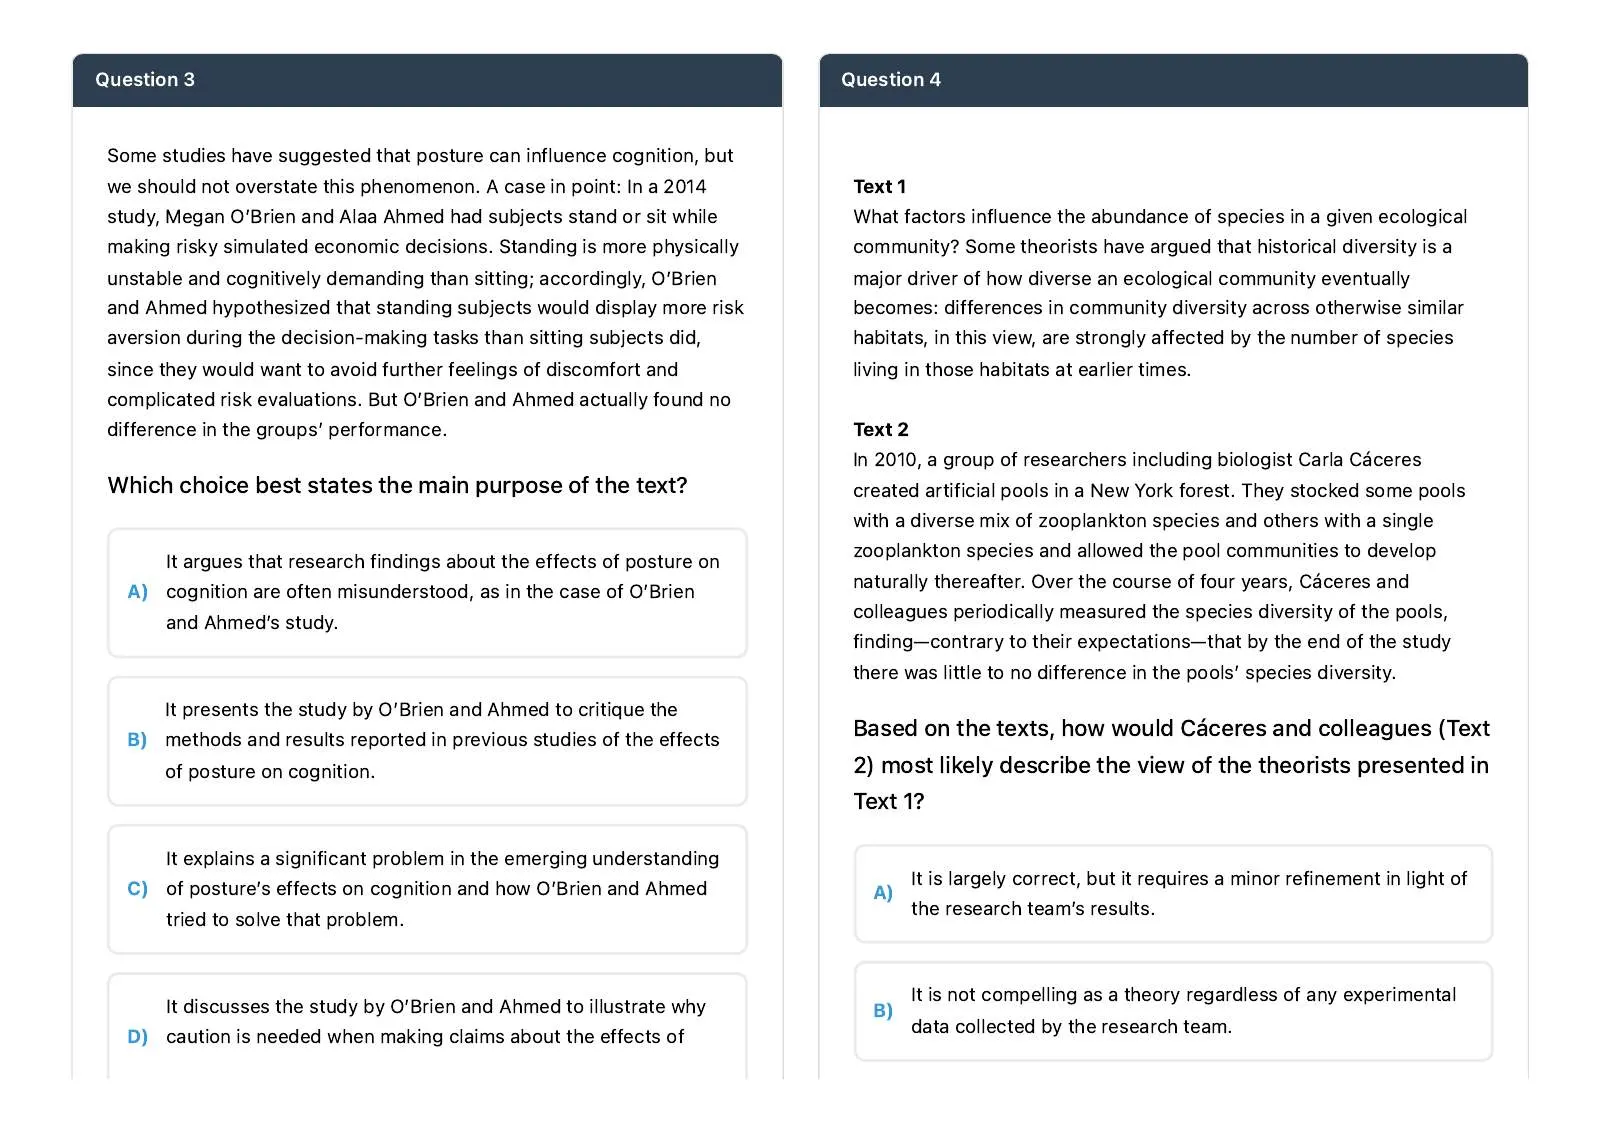 Question 3
Some studies have suggested that posture can influence cognition, but
we should not overstate this phenomenon. A case in point: In a 2014
study, Megan O’Brien and Alaa Ahmed had subjects stand or sit while
making risky simulated economic decisions. Standing is more physically
unstable and cognitively demanding than sitting; accordingly, O’Brien
and Ahmed hypothesized that standing subjects would display more risk
aversion during the decision-making tasks than sitting subjects did,
since they would want to avoid further feelings of discomfort and
complicated risk evaluations. But O’Brien and Ahmed actually found no
difference in the groups’ performance.
Which choice best states the main purpose of the text?
A) It argues that research findings about the effects of posture on
cognition are often misunderstood, as in the case of O’Brien
and Ahmed’s study.
B) It presents the study by O’Brien and Ahmed to critique the
methods and results reported in previous studies of the effects
of posture on cognition.
C) It explains a significant problem in the emerging understanding
of posture’s effects on cognition and how O’Brien and Ahmed
tried to solve that problem.
D) It discusses the study by O’Brien and Ahmed to illustrate why
caution is needed when making claims about the effects of
Question 4
Text 1
What factors influence the abundance of species in a given ecological
community? Some theorists have argued that historical diversity is a
major driver of how diverse an ecological community eventually
becomes: differences in community diversity across otherwise similar
habitats, in this view, are strongly affected by the number of species
living in those habitats at earlier times.
Text 2
In 2010, a group of researchers including biologist Carla Cáceres
created artificial pools in a New York forest. They stocked some pools
with a diverse mix of zooplankton species and others with a single
zooplankton species and allowed the pool communities to develop
naturally thereafter. Over the course of four years, Cáceres and
colleagues periodically measured the species diversity of the pools,
finding—contrary to their expectations—that by the end of the study
there was little to no difference in the pools’ species diversity.
Based on the texts, how would Cáceres and colleagues (Text
2) most likely describe the view of the theorists presented in
Text 1?
A) It is largely correct, but it requires a minor refinement in light of
the research team’s results.
B) It is not compelling as a theory regardless of any experimental
data collected by the research team.